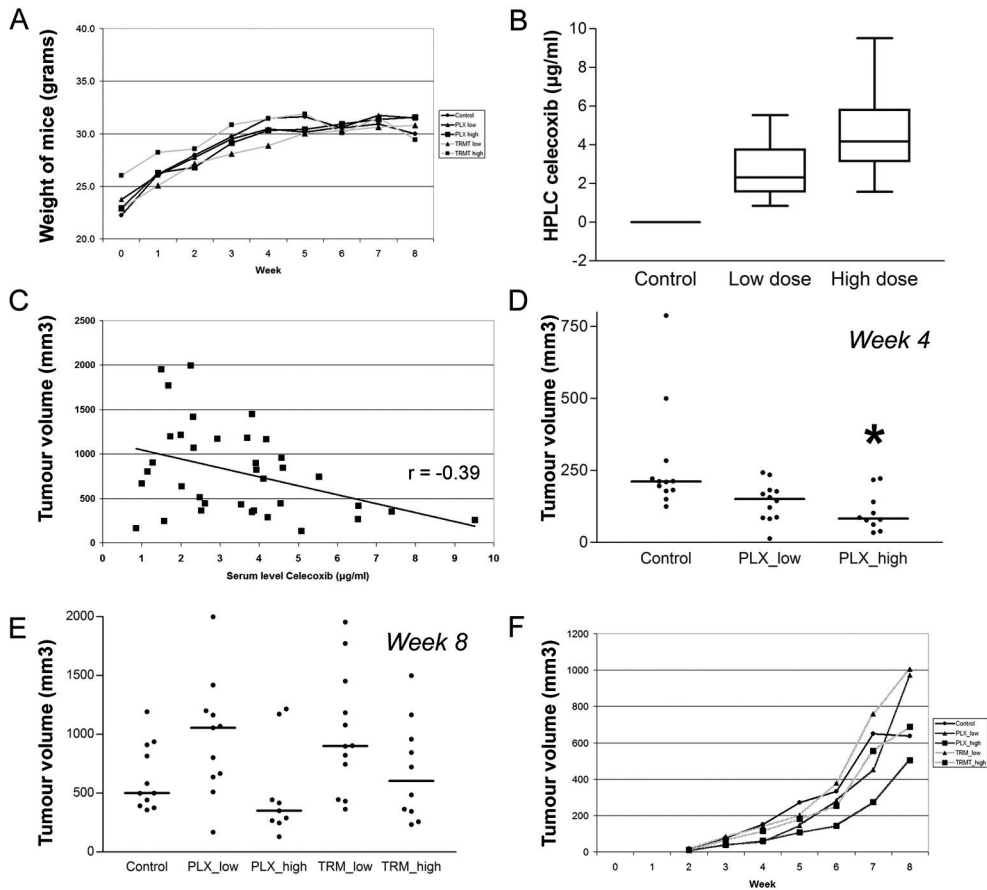 A
Weight of mice (grams)
40.0
35.0
30.0
25.0
20.0
0 1 2 3 4 5 6 7 8
Week
Control
PLX low
PLX high
TRMT low
TRMT high
B
HPLC celecoxib (µg/ml)
10
8
6
4
2
0
-2
Control Low dose High dose
C
Tumour volume (mm3)
2500
2000
1500
1000
500
0
r = -0.39
0 1 2 3 4 5 6 7 8 9 10
Serum level Celecoxib (µg/ml)
D
Tumour volume (mm3)
Week 4
750
500
250
0
*
Control PLX_low PLX_high
E
Tumour volume (mm3)
Week 8
2000
1500
1000
500
0
Control PLX_low PLX_high TRM_low TRM_high
F
Tumour volume (mm3)
1200
1000
800
600
400
200
0
0 1 2 3 4 5 6 7 8
Week
Control
PLX_low
PLX_high
TRM_low
TRMT_high